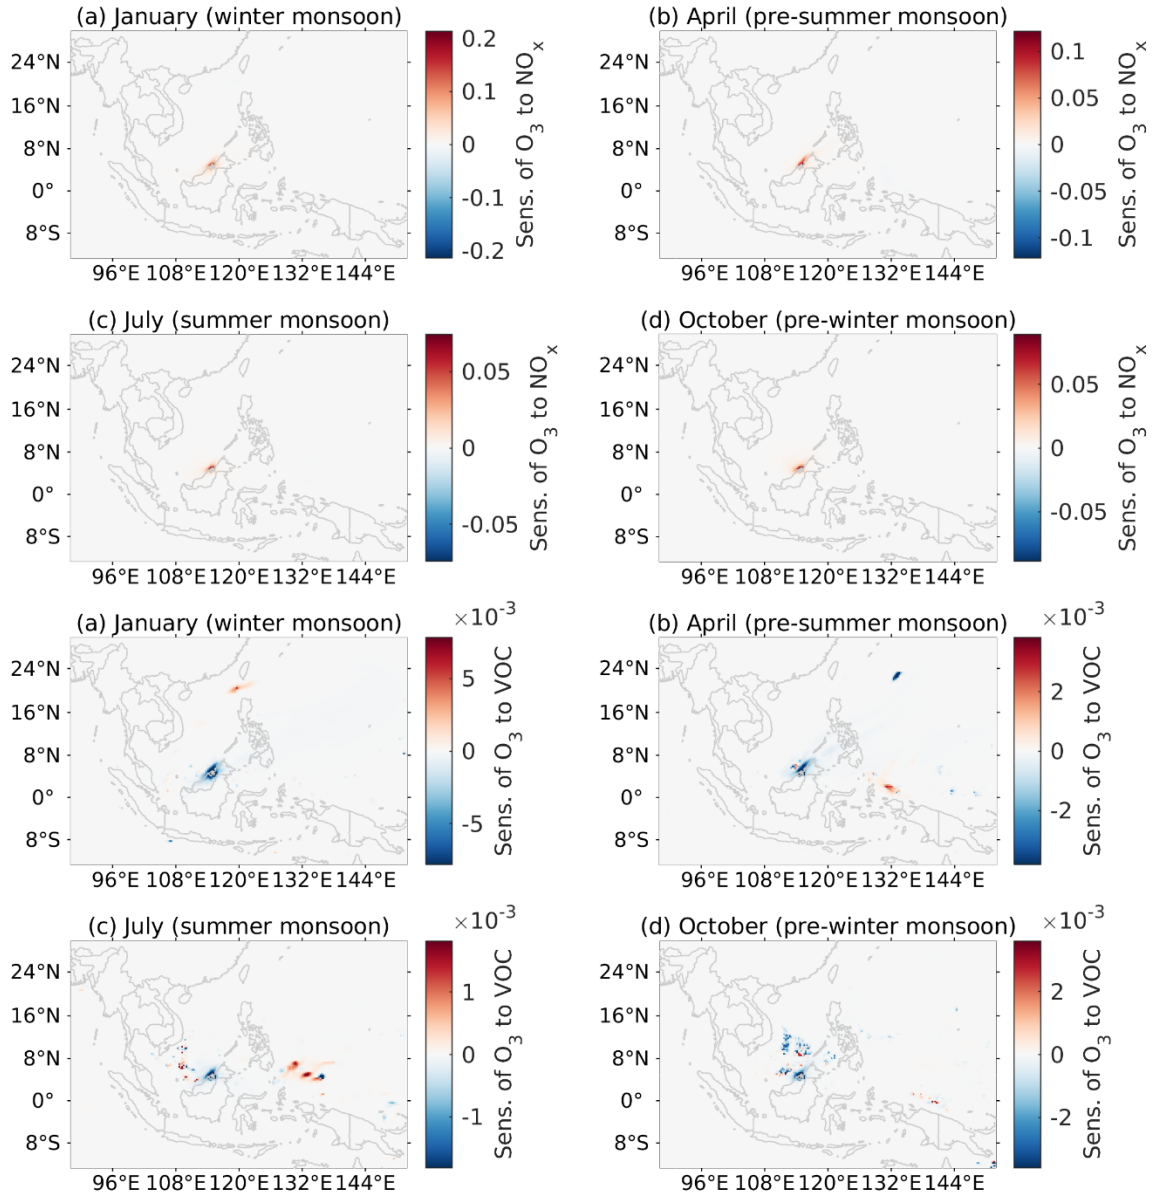 (a) January (winter monsoon)
(b) April (pre-summer monsoon)
24°N
16°N
8°N
0°
8°S
96°E 108°E 120°E 132°E 144°E
0.2
0.1
0
-0.1
-0.2
Sens. of O3 to NOx
24°N
16°N
8°N
0°
8°S
96°E 108°E 120°E 132°E 144°E
0.1
0.05
0
-0.05
-0.1
Sens. of O3 to NOx
(c) July (summer monsoon)
(d) October (pre-winter monsoon)
24°N
16°N
8°N
0°
8°S
96°E 108°E 120°E 132°E 144°E
0.05
0
-0.05
Sens. of O3 to NOx
24°N
16°N
8°N
0°
8°S
96°E 108°E 120°E 132°E 144°E
0.05
0
-0.05
Sens. of O3 to NOx
(a) January (winter monsoon)
×10-3
(b) April (pre-summer monsoon)
×10-3
24°N
16°N
8°N
0°
8°S
96°E 108°E 120°E 132°E 144°E
5
0
-5
Sens. of O3 to VOC
24°N
16°N
8°N
0°
8°S
96°E 108°E 120°E 132°E 144°E
2
0
-2
Sens. of O3 to VOC
(c) July (summer monsoon)
×10-3
(d) October (pre-winter monsoon)
×10-3
24°N
16°N
8°N
0°
8°S
96°E 108°E 120°E 132°E 144°E
1
0
-1
Sens. of O3 to VOC
24°N
16°N
8°N
0°
8°S
96°E 108°E 120°E 132°E 144°E
2
0
-2
Sens. of O3 to VOC